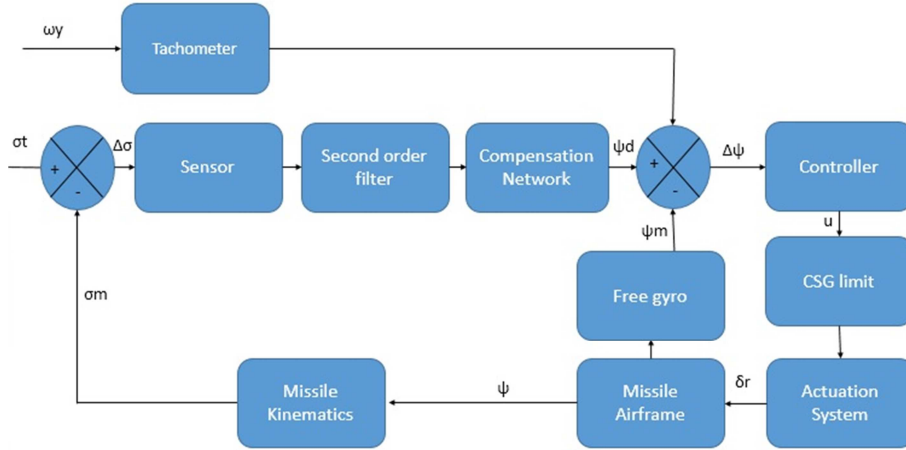 ωy
Tachometer
σt
+
-
Δσ
Sensor
Second order
filter
Compensation
Network
ψd
+
-
Δψ
Controller
u
ψm
CSG limit
Free gyro
σm
Missile
Kinematics
ψ
Missile
Airframe
δr
Actuation
System